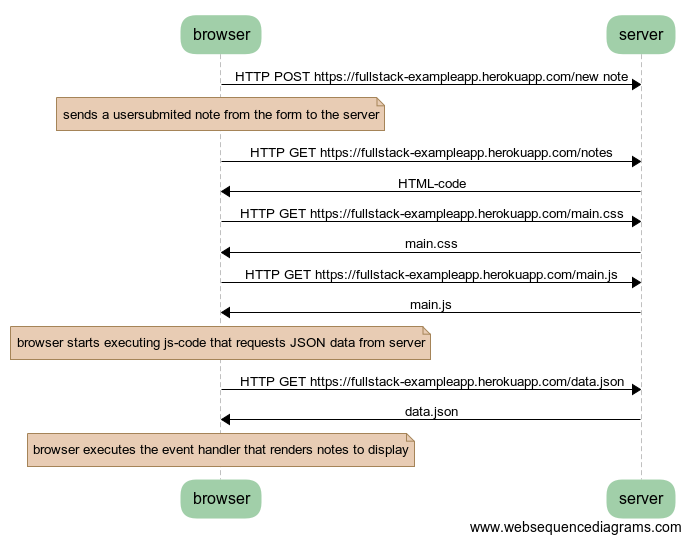 browser
server
HTTP POST https://fullstack-exampleapp.herokuapp.com/new note
sends a usersubmited note from the form to the server
HTTP GET https://fullstack-exampleapp.herokuapp.com/notes
HTML-code
HTTP GET https://fullstack-exampleapp.herokuapp.com/main.css
main.css
HTTP GET https://fullstack-exampleapp.herokuapp.com/main.js
main.js
browser starts executing js-code that requests JSON data from server
HTTP GET https://fullstack-exampleapp.herokuapp.com/data.json
data.json
browser executes the event handler that renders notes to display
browser
server
www.websequencediagrams.com